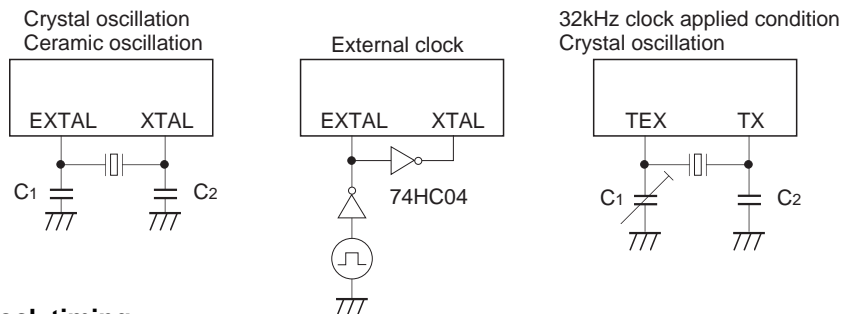 Crystal oscillation
Ceramic oscillation
EXTAL XTAL
C1 C2
External clock
EXTAL XTAL
74HC04
32kHz clock applied condition
Crystal oscillation
TEX TX
C1 C2
timing